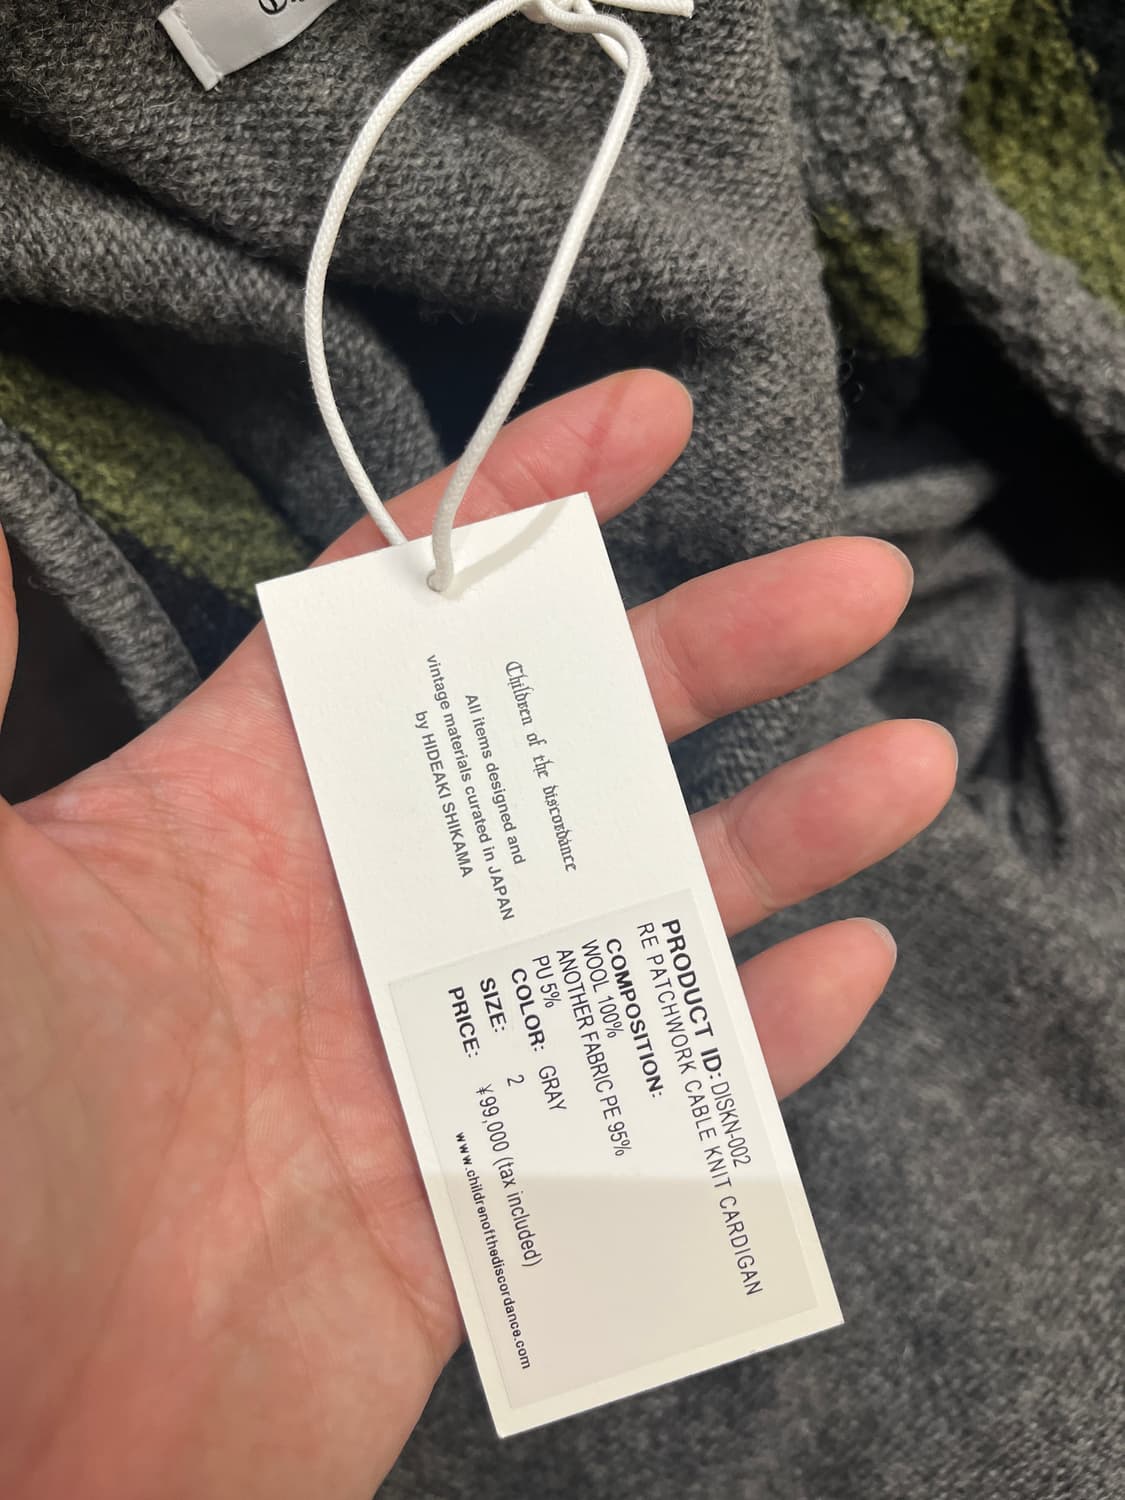 Children of the discordance
All items designed and
vintage materials curated in JAPAN
by HIDEAKI SHIKAMA
PRODUCT ID: DISKN-002
RE PATCHWORK CABLE KNIT CARDIGAN
COMPOSITION:
WOOL 100%
ANOTHER FABRIC PE 95%
PU 5%
COLOR: GRAY
SIZE: 2
PRICE: ¥99,000 (tax included)
www.childrenofthediscordance.com